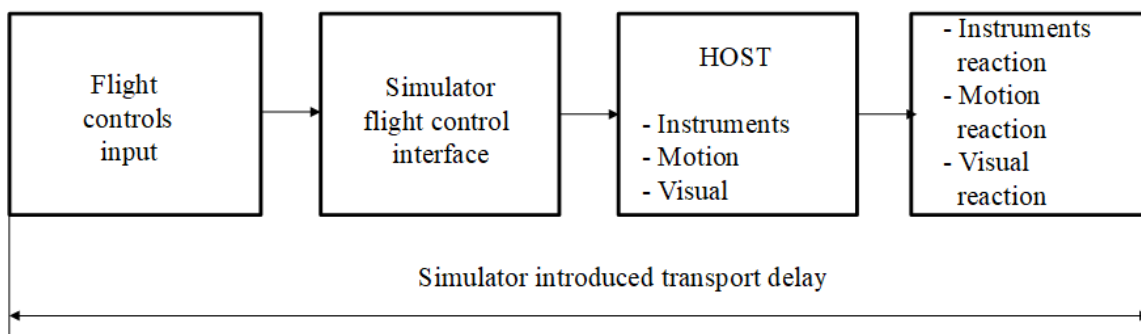 Flight
controls
input
Simulator
flight control
interface
HOST
- Instruments
- Motion
- Visual
- Instruments
reaction
- Motion
reaction
- Visual
reaction
Simulator introduced transport delay